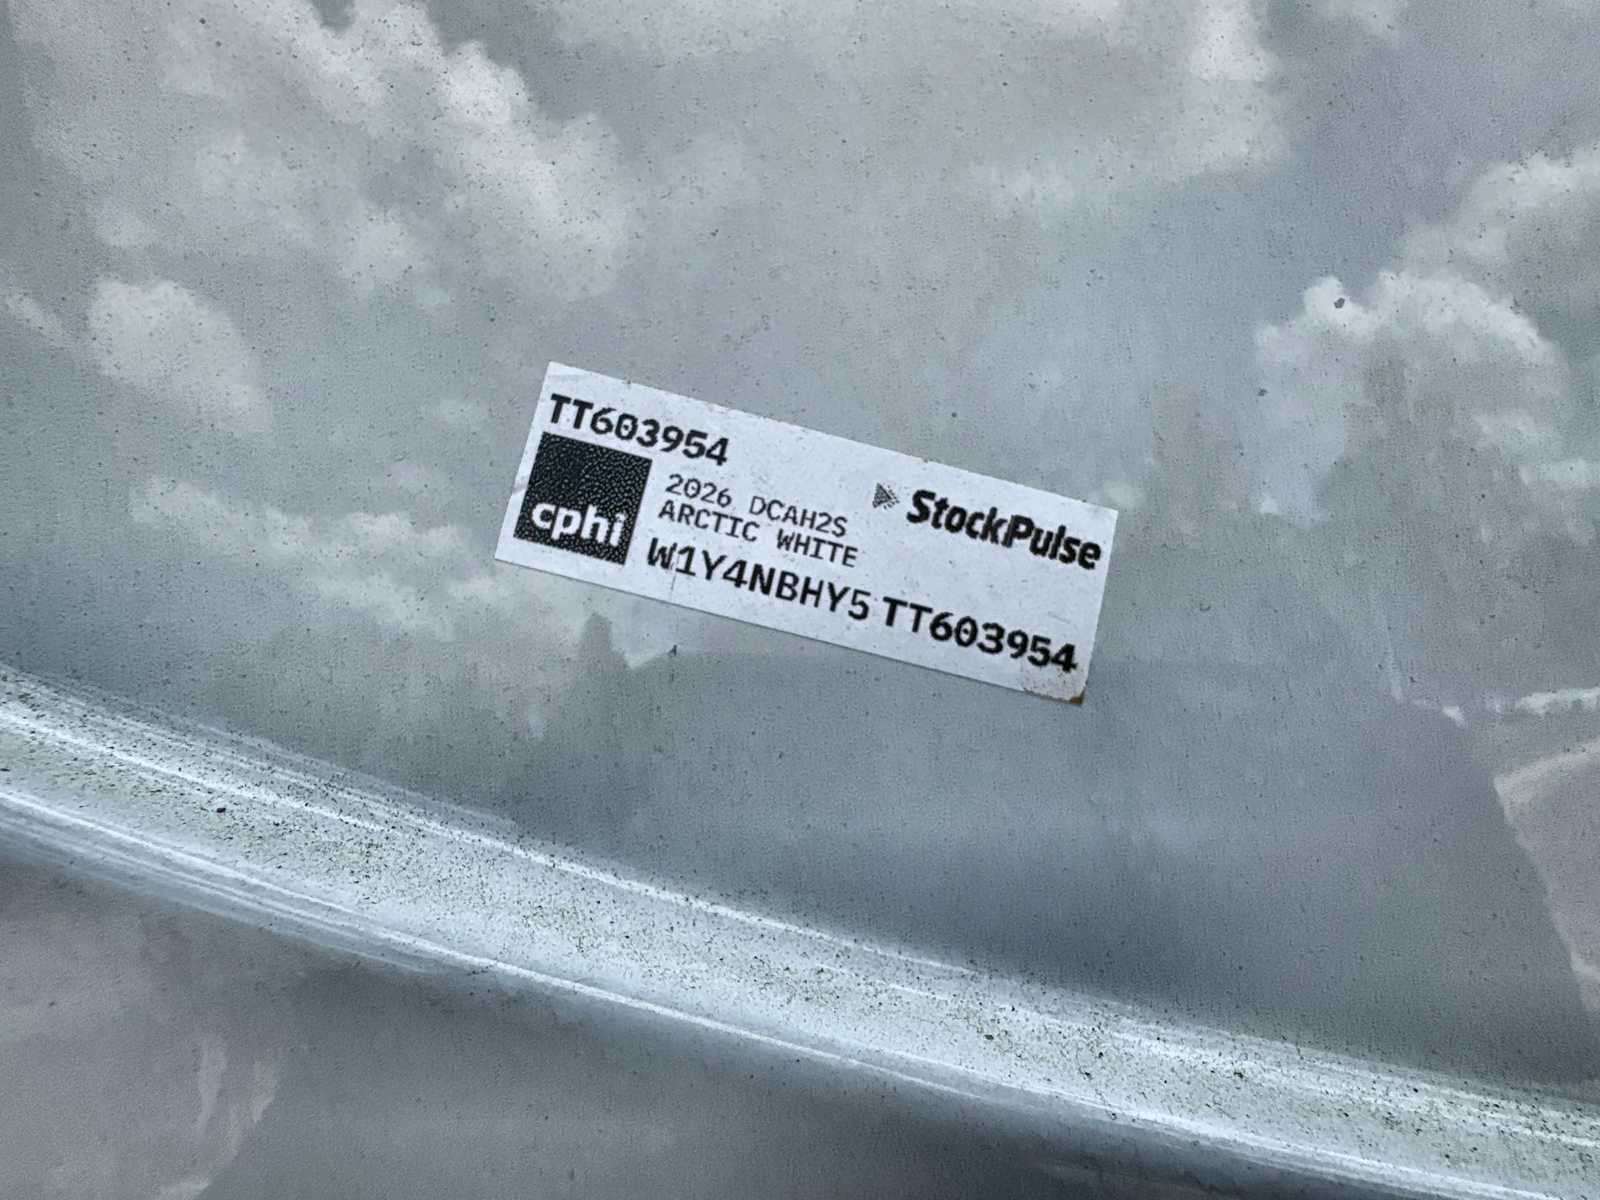 TT603954
cphi
2026 DCAH2S
ARCTIC WHITE
StockPulse
W1Y4NBHY5 TT603954